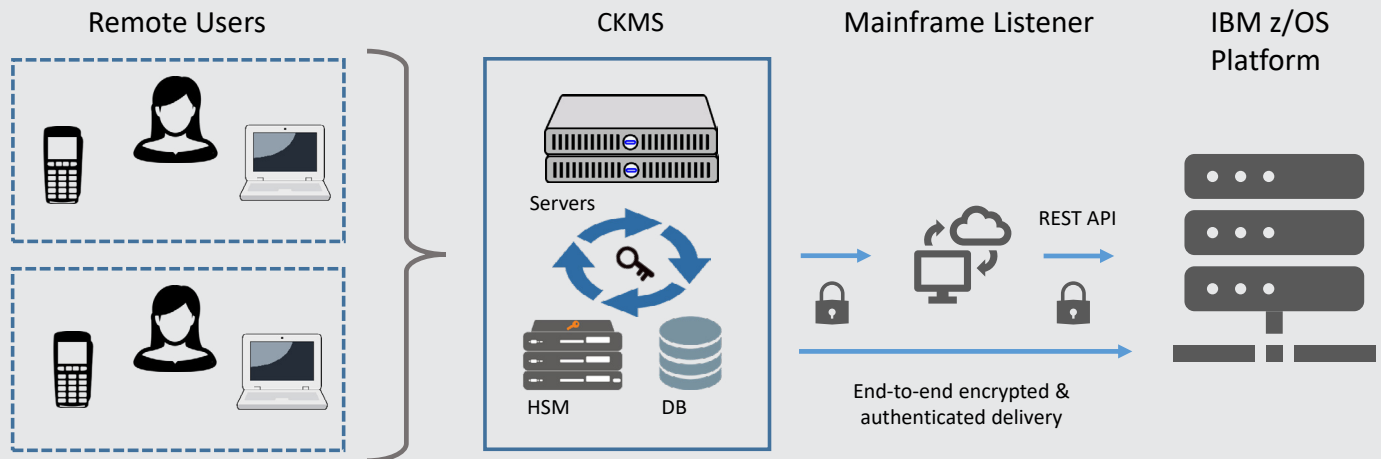 Remote Users
CKMS
Mainframe Listener
IBM z/OS
Platform
Servers
REST API
HSM
DB
End-to-end encrypted &
authenticated delivery